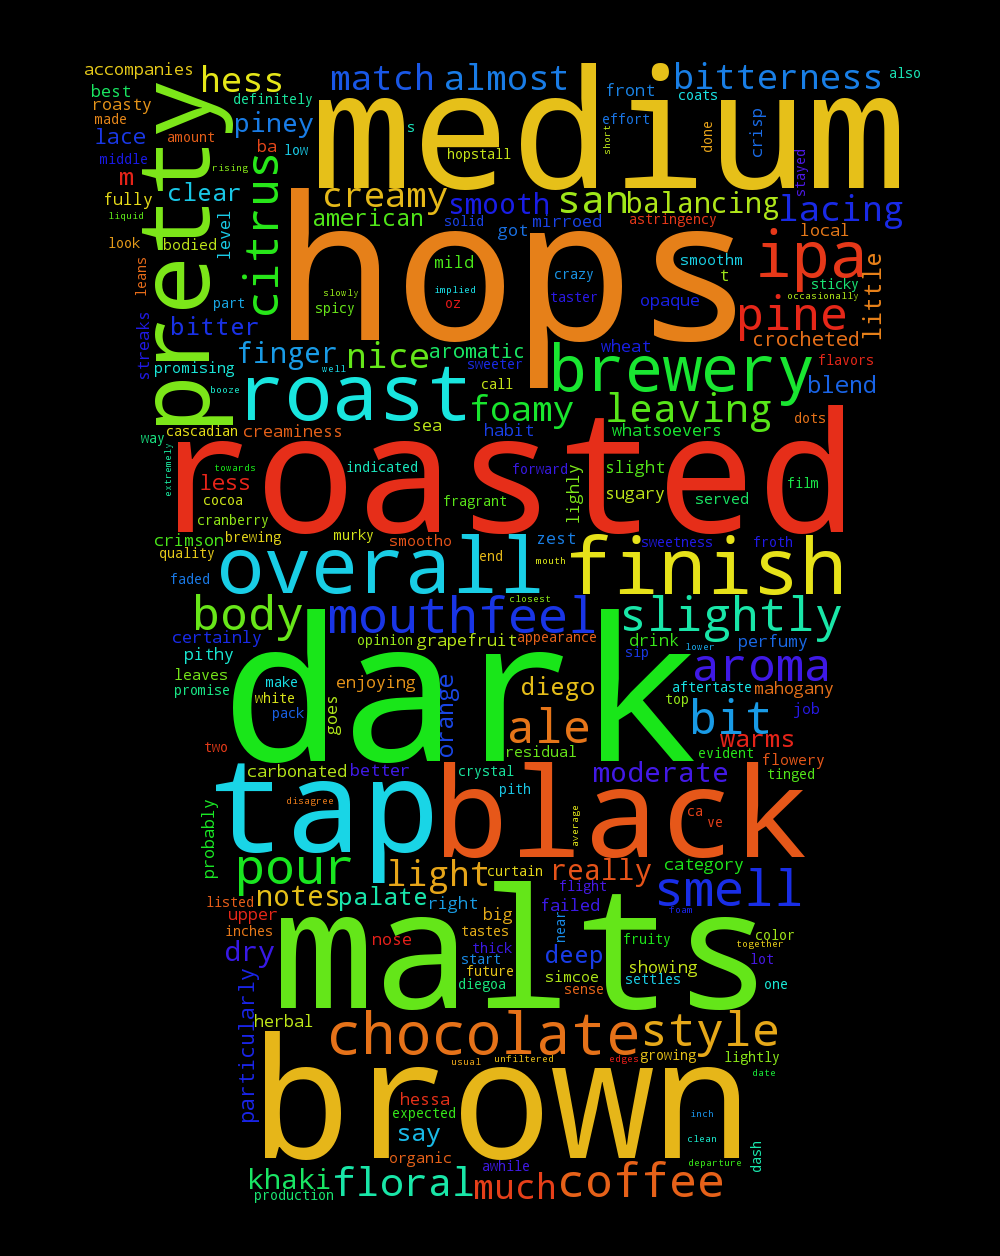 accompanies hess match almost bitterness also
best definitely front coats
roasty medium
made amount piney s effort short done crisp
lace ba low hopstall
middle rising stayed
m pretty citrus clear creamy smooth san balancing lacing
fully american solid mirroed astringency local
liquid level got
look bodied hops mild crazy smoothm ipa
leans implied t sticky little
part slowly oz taster opaque occasionally
streaks spicy pine
bitter crocheted
finger nice aromatic wheat flavors
promising well sweeter brewery
booze roast call blend
foamy leaving
way cascadian creaminess sea habit whatsoevers dots
extremely roasted
towards indicated forward slight
less lighly film
cocoa fragrant sugary served
cranberry
crimson brewing murky smootho zest sweetness froth
quality overall end mouth finish
faded
body mouthfeel closest slightly
certainly opinion grapefruit appearance drink perfumy
pithy sip lower
leaves make enjoying diego aroma
promise white dark aftertaste mahogany
pack goes orange ale top bit job
two residual warms
evident flowery
carbonated better crystal moderate tinged
tap disagree pith black
probably average ca ve
pour light curtain really category
listed notes palate right flight smell
upper big failed foam
inches nose tastes near color
dry malts thick fruity together
start deep showing lot
future simcoe settles
diegoa sense one
particularly herbal chocolate style
usual unfiltered edges growing lightly
brown date
hessa inch
expected
say clean
organic awhile departure dash
khaki floral much coffee
production